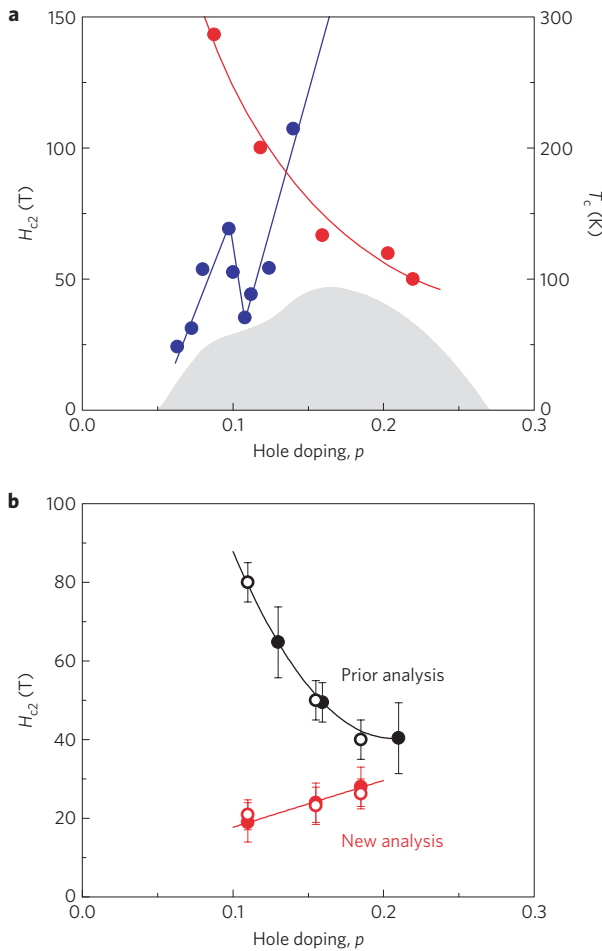 a
150
100
50
0
H_c2 (T)
300
200
100
0
T_c (K)
0.0 0.1 0.2 0.3
Hole doping, p
b
100
80
60
40
20
0
H_c2 (T)
Prior analysis
New analysis
0.0 0.1 0.2 0.3
Hole doping, p